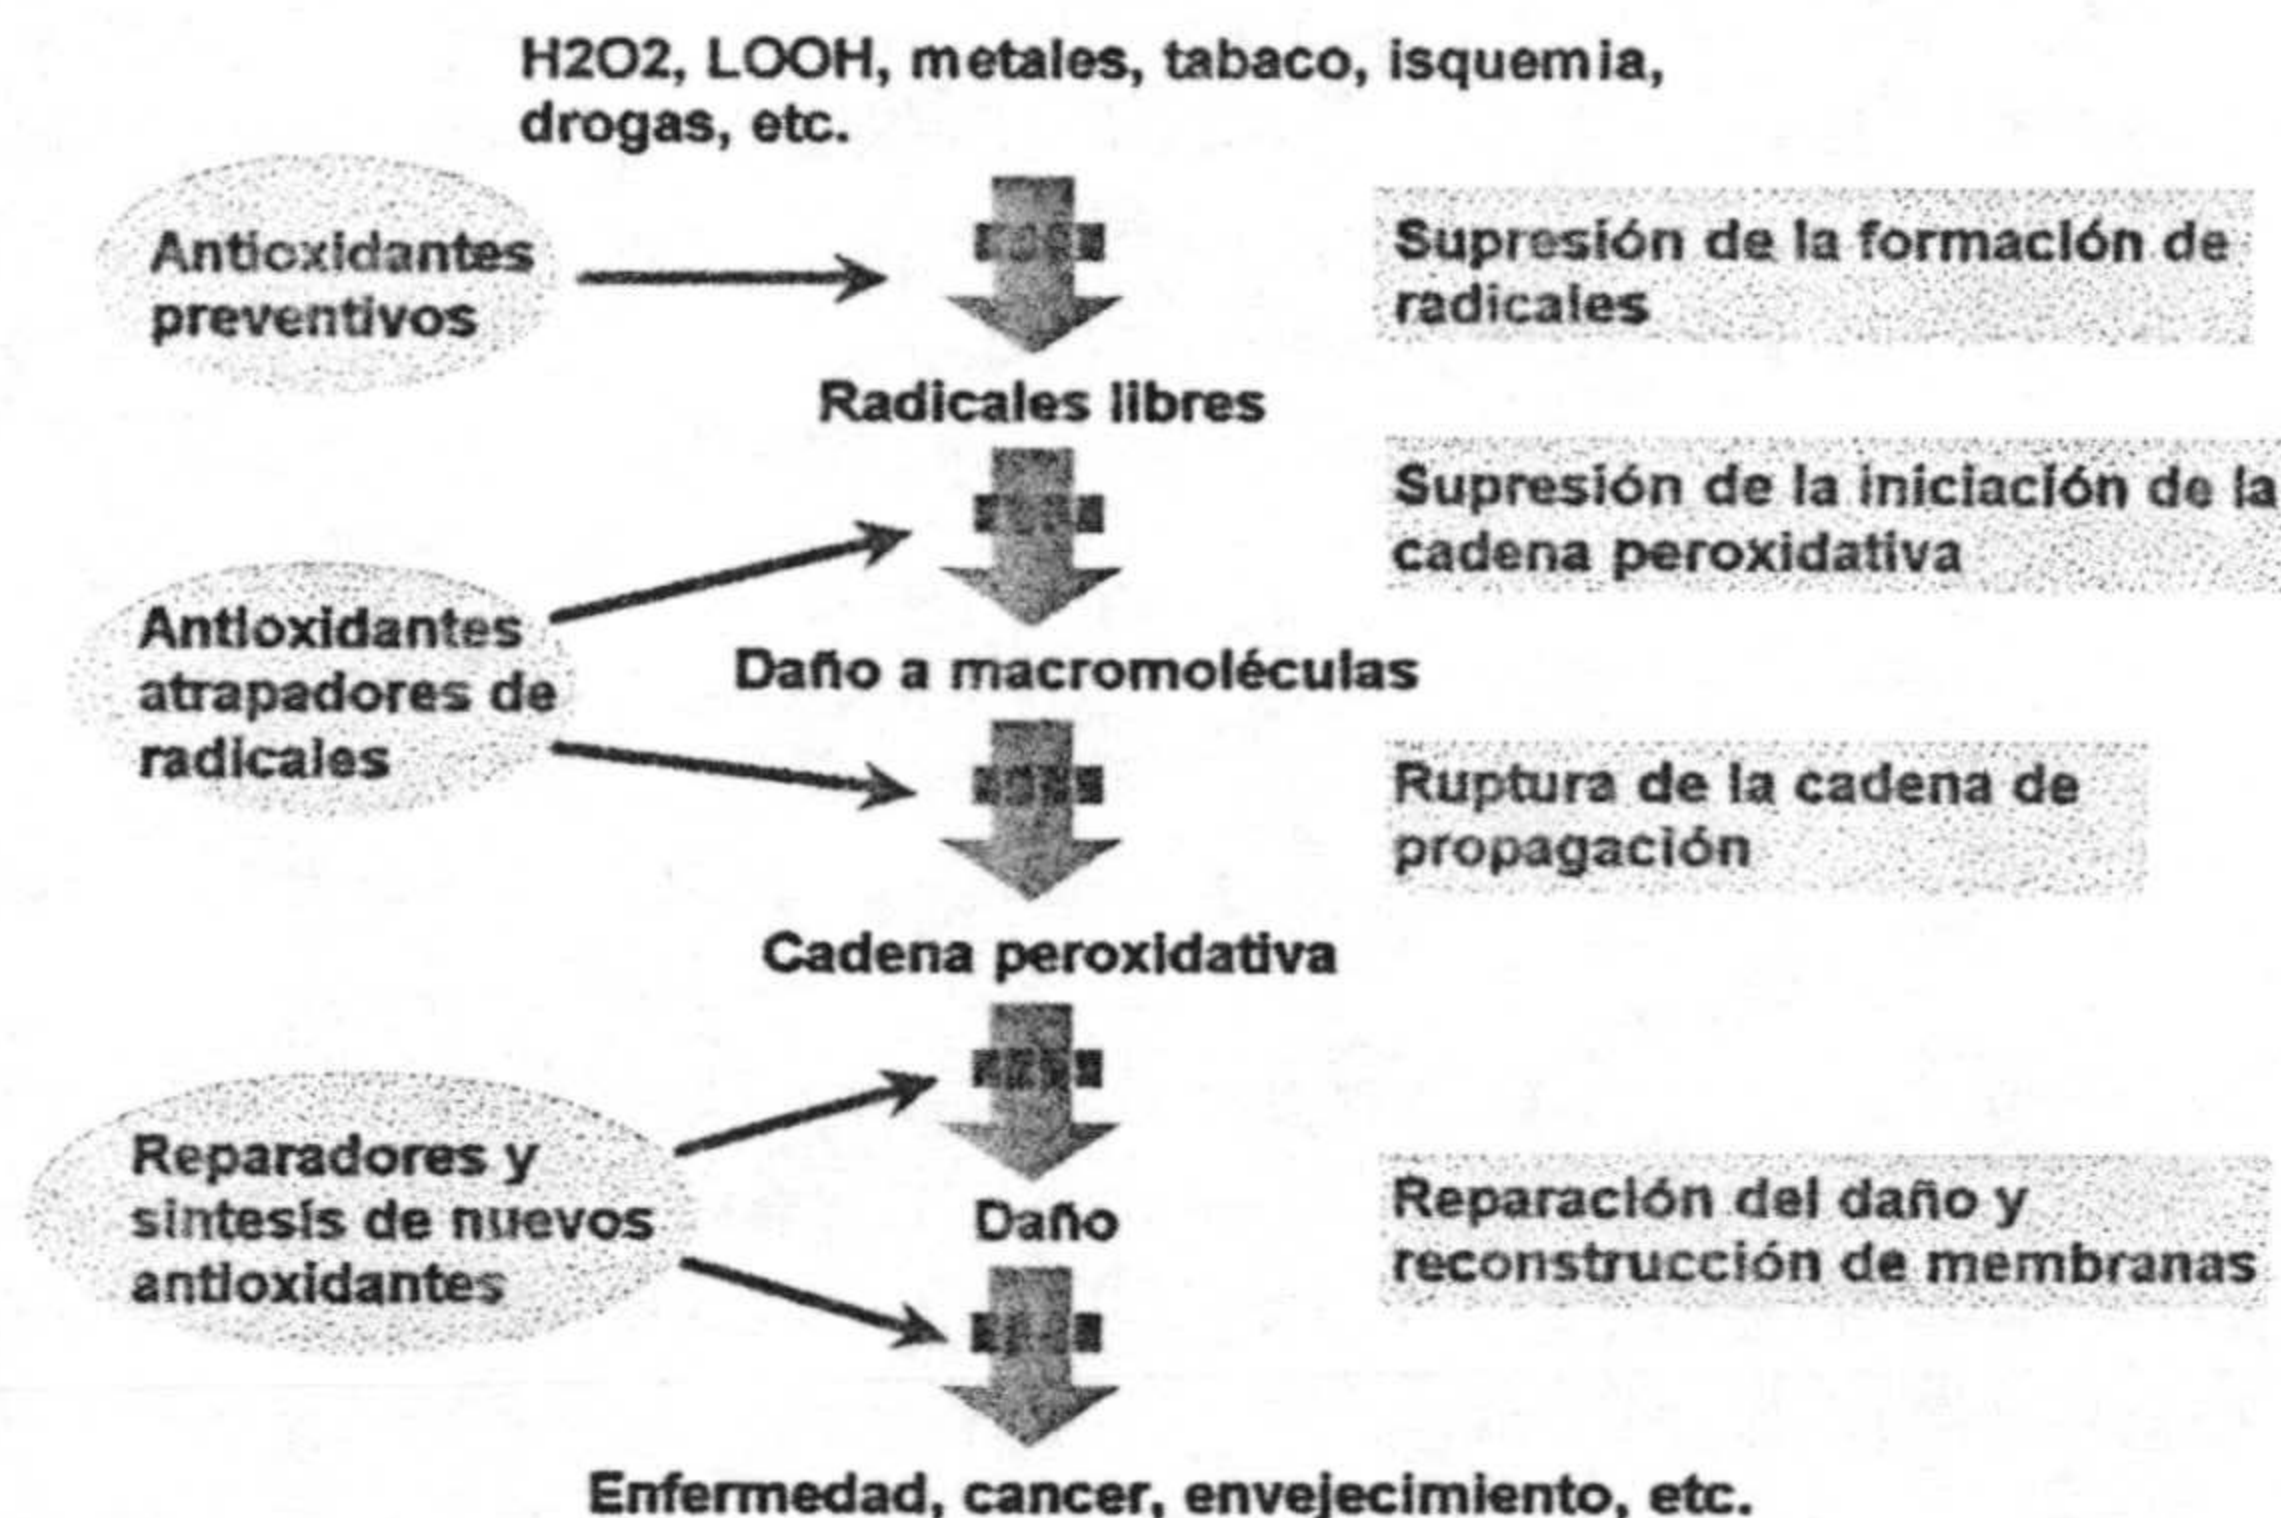 H2O2, LOOH, metales, tabaco, isquemia,
drogas, etc.
Antioxidantes
preventivos
Supresión de la formación de
radicales
Radicales libres
Supresión de la iniciación de la
cadena peroxidativa
Antioxidantes
atrapadores de
radicales
Daño a macromoléculas
Ruptura de la cadena de
propagación
Cadena peroxidativa
Reparadores y
sintesis de nuevos
antioxidantes
Daño
Reparación del daño y
reconstrucción de membranas
Enfermedad, cancer, envejecimiento, etc.